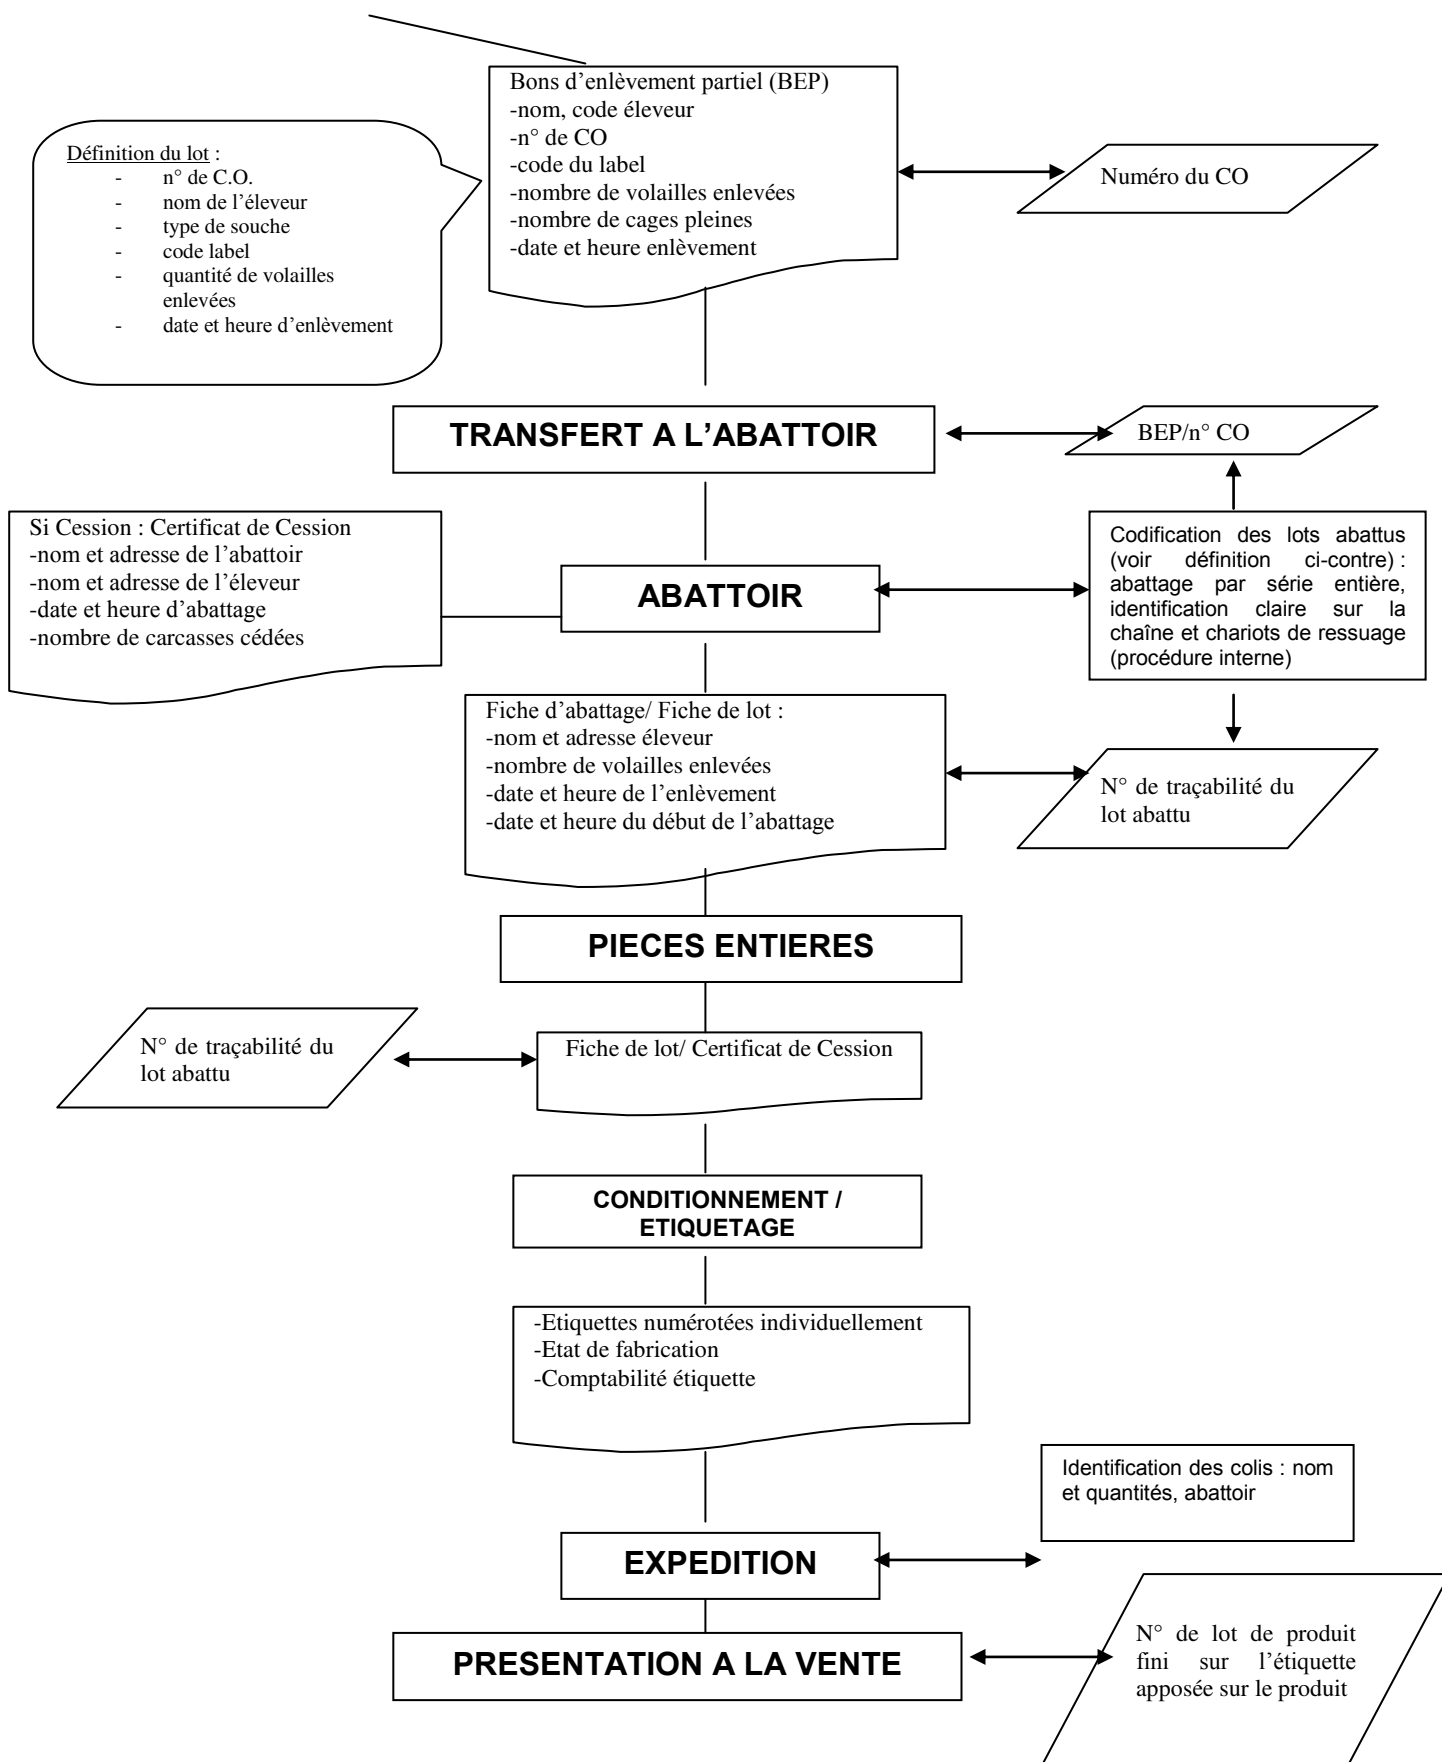 Bons d'enlèvement partiel (BEP)
-nom, code éleveur
-n° de CO
-code du label
-nombre de volailles enlevées
-nombre de cages pleines
-date et heure enlèvement
Définition du lot :
- n° de C.O.
- nom de l'éleveur
- type de souche
- code label
- quantité de volailles
enlevées
- date et heure d'enlèvement
Numéro du CO
TRANSFERT A L'ABATTOIR
BEP/n° CO
Si Cession : Certificat de Cession
-nom et adresse de l'abattoir
-nom et adresse de l'éleveur
-date et heure d'abattage
-nombre de carcasses cédées
ABATTOIR
Codification des lots abattus
(voir définition ci-contre) :
abattage par série entière,
identification claire sur la
chaîne et chariots de ressuage
(procédure interne)
Fiche d'abattage/ Fiche de lot :
-nom et adresse éleveur
-nombre de volailles enlevées
-date et heure de l'enlèvement
-date et heure du début de l'abattage
N° de traçabilité du
lot abattu
PIECES ENTIERES
N° de traçabilité du
lot abattu
Fiche de lot/ Certificat de Cession
CONDITIONNEMENT /
ETIQUETAGE
-Etiquettes numérotées individuellement
-Etat de fabrication
-Comptabilité étiquette
Identification des colis : nom
et quantités, abattoir
EXPEDITION
PRESENTATION A LA VENTE
N° de lot de produit
fini sur l'étiquette
apposée sur le produit